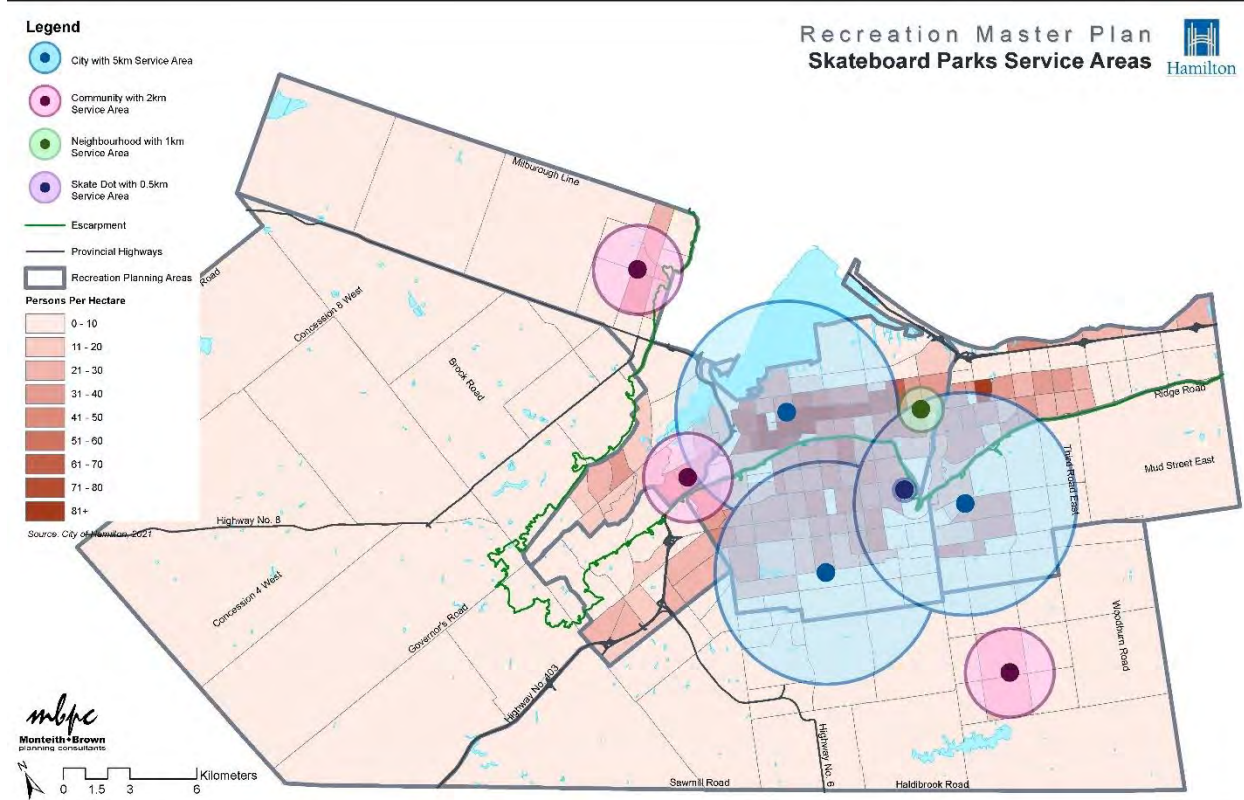 Legend
City with 5km Service Area
Community with 2km
Service Area
Neighbourhood with 1km
Service Area
Skate Dot with 0.5km
Service Area
Escarpment
Provincial Highways
Recreation Planning Areas
Persons Per Hectare
0 - 10
11 - 20
21 - 30
31 - 40
41 - 50
51 - 60
61 - 70
71 - 80
81+
Source: City of Hamilton, 2021
Recreation Master Plan
Skateboard Parks Service Areas
Hamilton
Milburough Line
Road
Concession 8 West
Brock Road
Ridge Road
Third Road East
Mud Street East
Highway No. 8
Concession 4 West
Governor's Road
Highway No. 403
Woodburn Road
Highway No. 6
Sawmill Road
Haldibrook Road
mbpc
Monteith•Brown
planning consultants
N
Kilometers
0 1.5 3 6